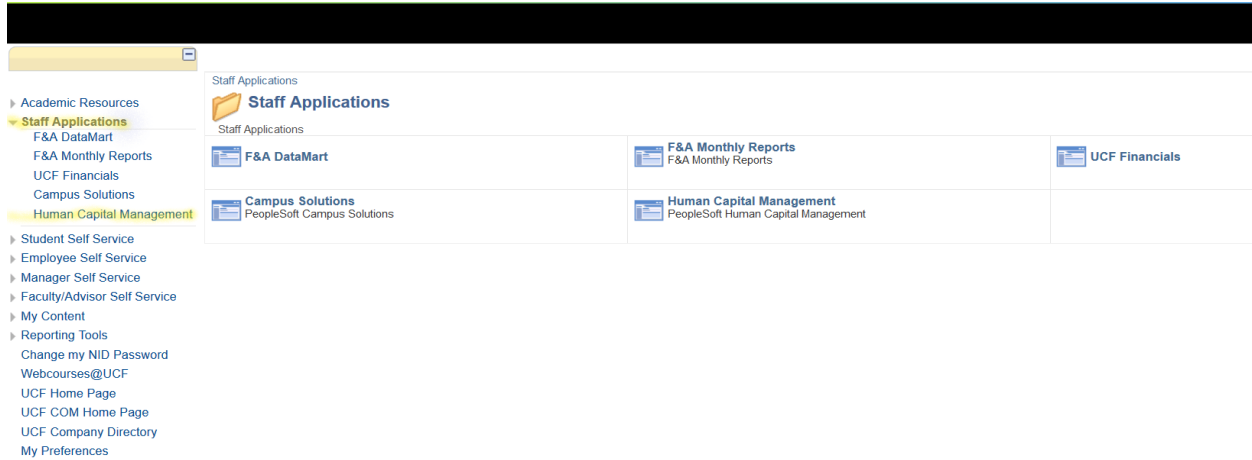 Academic Resources
Staff Applications
F&A DataMart
F&A Monthly Reports
UCF Financials
Campus Solutions
Human Capital Management
Student Self Service
Employee Self Service
Manager Self Service
Faculty/Advisor Self Service
My Content
Reporting Tools
Change my NID Password
Webcourses@UCF
UCF Home Page
UCF COM Home Page
UCF Company Directory
My Preferences
Staff Applications
Staff Applications
Staff Applications
F&A DataMart
F&A Monthly Reports
F&A Monthly Reports
UCF Financials
Campus Solutions
PeopleSoft Campus Solutions
Human Capital Management
PeopleSoft Human Capital Management